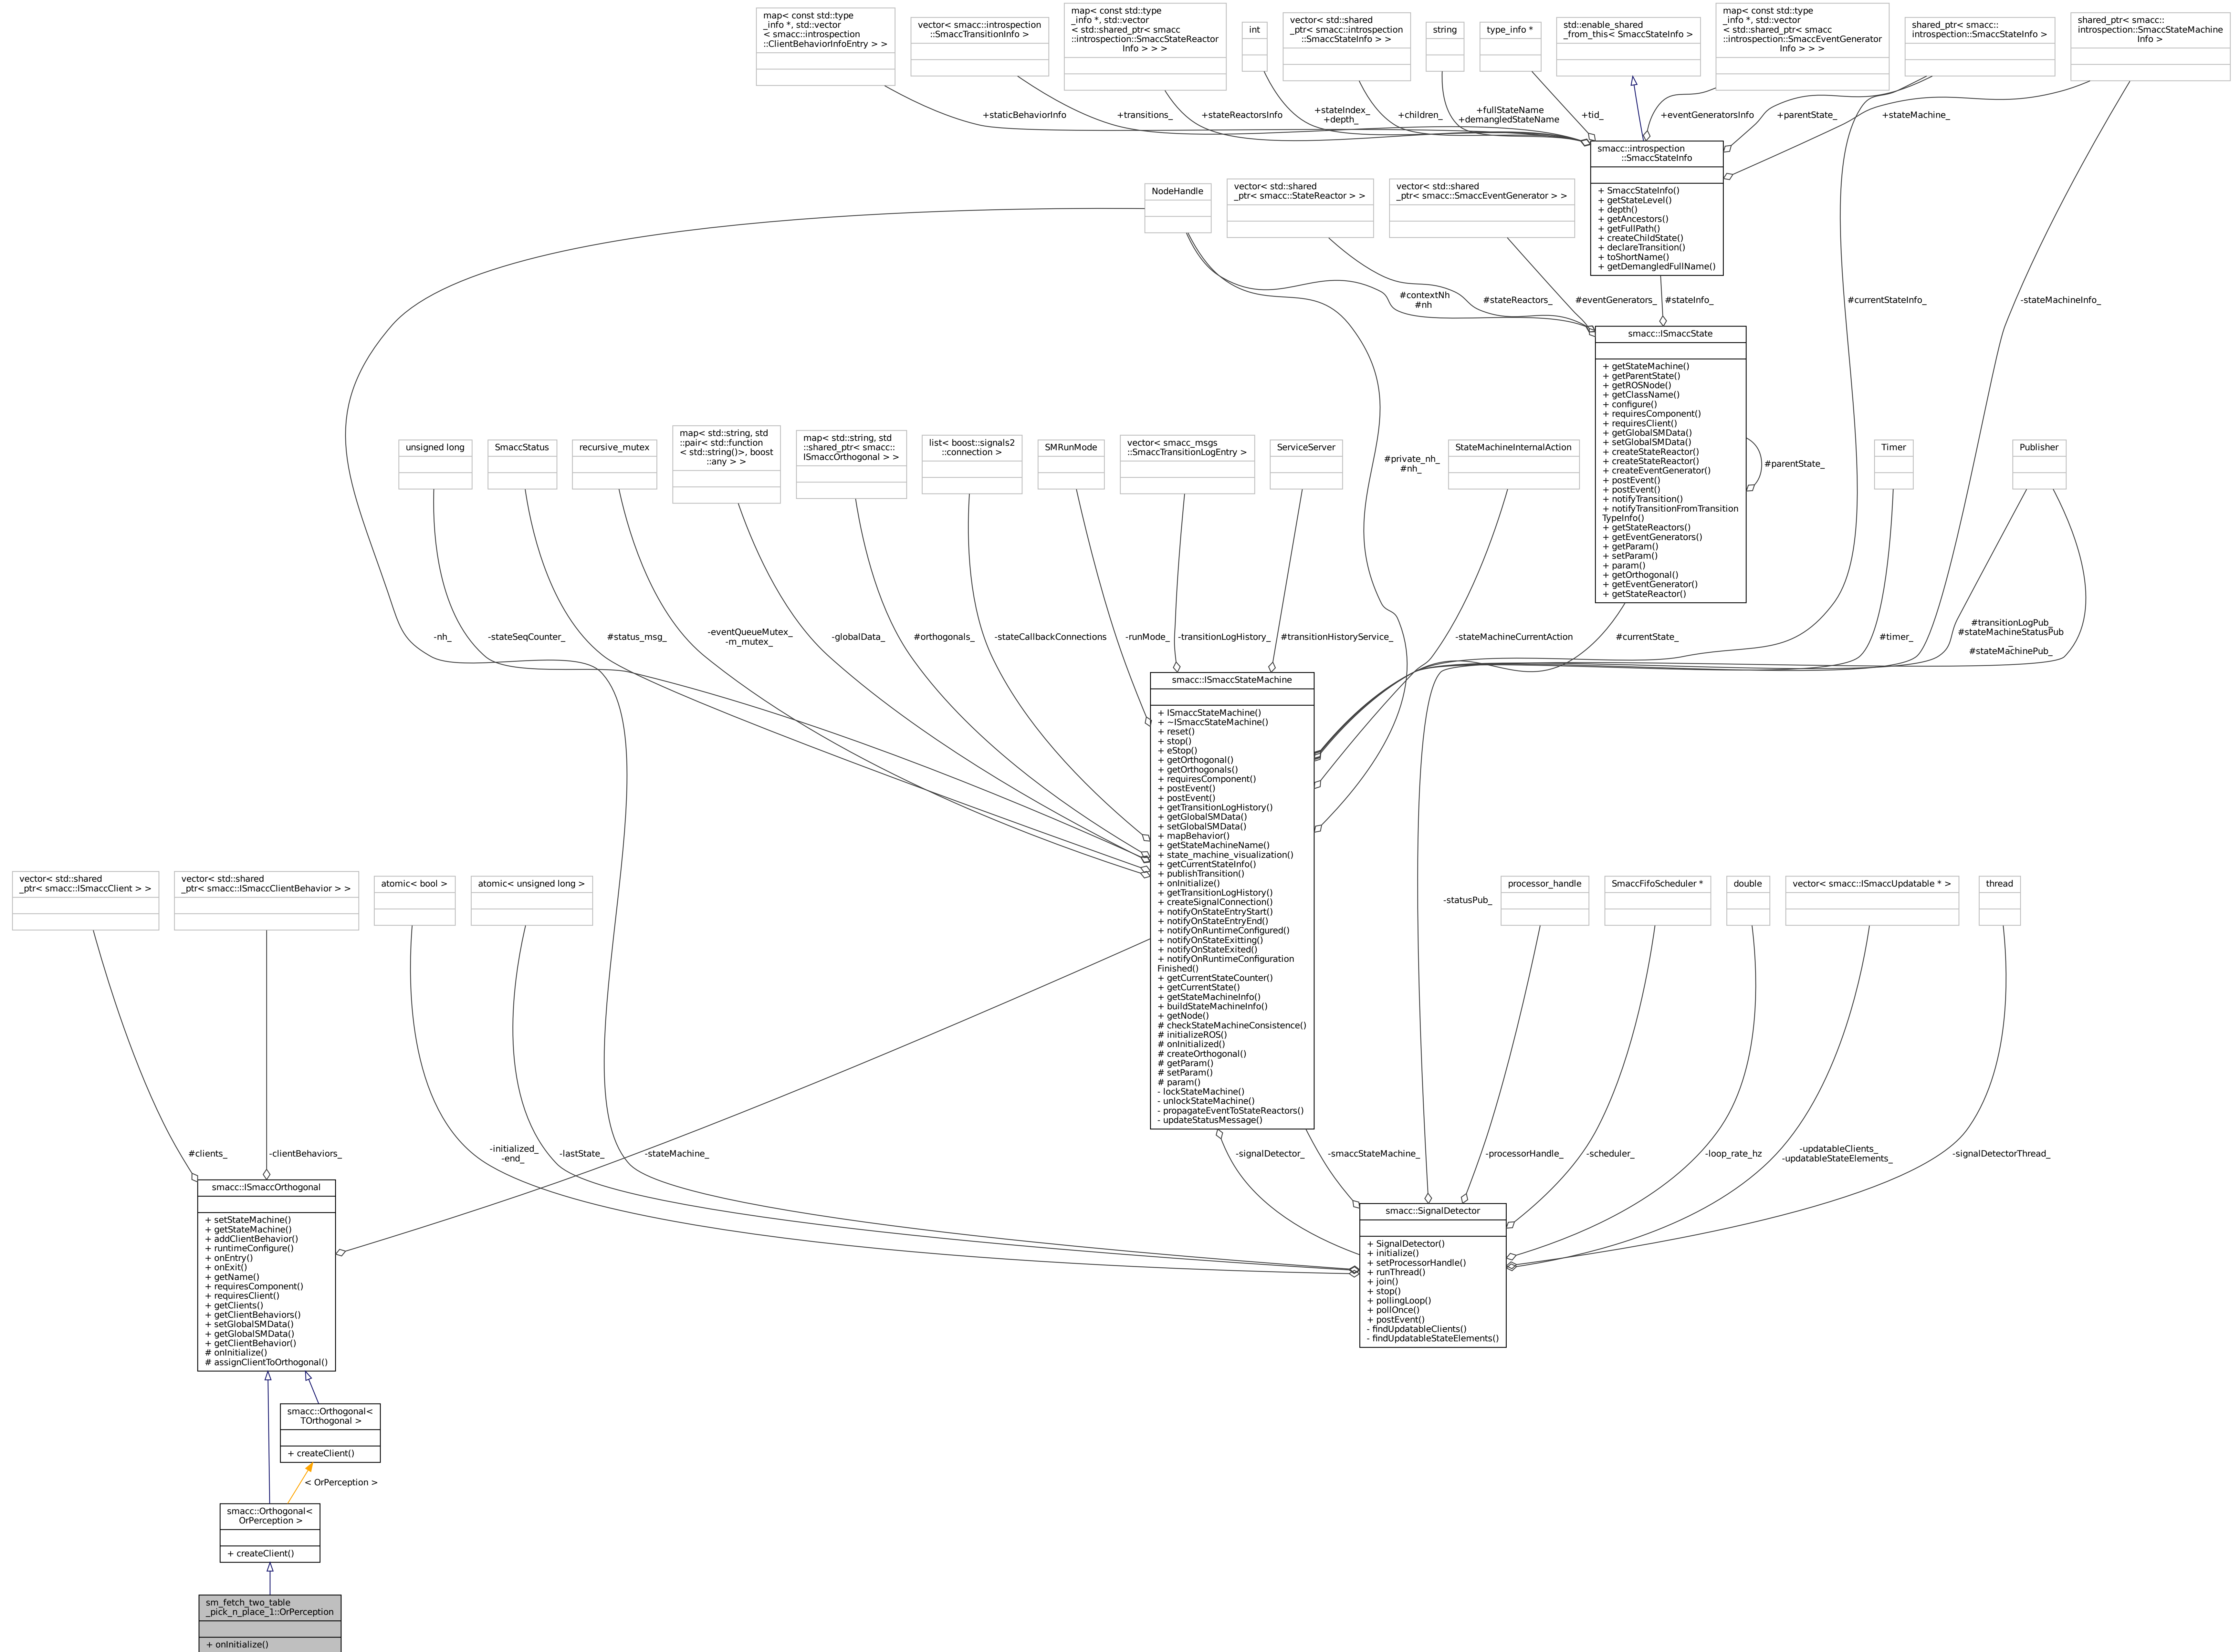 map< const std::type
_info *, std::vector
< smacc::introspection
::ClientBehaviorInfoEntry > >
vector< smacc::introspection
::SmaccTransitionInfo >
map< const std::type
_info *, std::vector
< std::shared_ptr< smacc
::introspection::SmaccStateReactor
Info > > >
int
vector< std::shared
_ptr< smacc::introspection
::SmaccStateInfo > >
string
type_info *
std::enable_shared
_from_this< SmaccStateInfo >
map< const std::type
_info *, std::vector
< std::shared_ptr< smacc
::introspection::SmaccEventGenerator
Info > > >
shared_ptr< smacc::
introspection::SmaccStateInfo >
shared_ptr< smacc::
introspection::SmaccStateMachine
Info >
+staticBehaviorInfo
+transitions_
+stateReactorsInfo
+stateIndex_
+depth_
+children_
+fullStateName
+demangledStateName
+tid_
+eventGeneratorsInfo
+parentState_
+stateMachine_
smacc::introspection
::SmaccStateInfo
+ SmaccStateInfo()
+ getStateLevel()
+ depth()
+ getAncestors()
+ getFullPath()
+ createChildState()
+ declareTransition()
+ toShortName()
+ getDemangledFullName()
NodeHandle
vector< std::shared
_ptr< smacc::StateReactor > >
vector< std::shared
_ptr< smacc::SmaccEventGenerator > >
#contextNh
#nh
#stateReactors_
#eventGenerators_
#stateInfo_
#currentStateInfo_
-stateMachineInfo_
smacc::ISmaccState
+ getStateMachine()
+ getParentState()
+ getROSNode()
+ getClassName()
+ configure()
+ requiresComponent()
+ requiresClient()
+ getGlobalSMData()
+ setGlobalSMData()
+ createStateReactor()
+ createStateReactor()
+ createEventGenerator()
+ postEvent()
+ postEvent()
+ notifyTransition()
+ notifyTransitionFromTransition
TypeInfo()
+ getStateReactors()
+ getEventGenerators()
+ getParam()
+ setParam()
+ param()
+ getOrthogonal()
+ getEventGenerator()
+ getStateReactor()
#parentState_
unsigned long
SmaccStatus
recursive_mutex
map< std::string, std
::pair< std::function
< std::string()>, boost
::any > >
map< std::string, std
::shared_ptr< smacc::
ISmaccOrthogonal > >
list< boost::signals2
::connection >
SMRunMode
vector< smacc_msgs
::SmaccTransitionLogEntry >
ServiceServer
#private_nh_
#nh_
StateMachineInternalAction
Timer
Publisher
-nh_
-stateSeqCounter_
#status_msg_
-eventQueueMutex_
-m_mutex_
-globalData_
#orthogonals_
-stateCallbackConnections
-runMode_
-transitionLogHistory_
#transitionHistoryService_
-stateMachineCurrentAction
#currentState_
#timer_
#transitionLogPub_
#stateMachineStatusPub
_
#stateMachinePub_
smacc::ISmaccStateMachine
+ ISmaccStateMachine()
+ ~ISmaccStateMachine()
+ reset()
+ stop()
+ eStop()
+ getOrthogonal()
+ getOrthogonals()
+ requiresComponent()
+ postEvent()
+ postEvent()
+ getTransitionLogHistory()
+ getGlobalSMData()
+ setGlobalSMData()
+ mapBehavior()
+ getStateMachineName()
+ state_machine_visualization()
+ getCurrentStateInfo()
+ publishTransition()
+ onInitialize()
+ getTransitionLogHistory()
+ createSignalConnection()
+ notifyOnStateEntryStart()
+ notifyOnStateEntryEnd()
+ notifyOnRuntimeConfigured()
+ notifyOnStateExitting()
+ notifyOnStateExited()
+ notifyOnRuntimeConfiguration
Finished()
+ getCurrentStateCounter()
+ getCurrentState()
+ getStateMachineInfo()
+ buildStateMachineInfo()
+ getNode()
# checkStateMachineConsistence()
# initializeROS()
# onInitialized()
# createOrthogonal()
# getParam()
# setParam()
# param()
- lockStateMachine()
- unlockStateMachine()
- propagateEventToStateReactors()
- updateStatusMessage()
vector< std::shared
_ptr< smacc::ISmaccClient > >
vector< std::shared
_ptr< smacc::ISmaccClientBehavior > >
atomic< bool >
atomic< unsigned long >
-statusPub_
processor_handle
SmaccFifoScheduler *
double
vector< smacc::ISmaccUpdatable * >
thread
#clients_
-clientBehaviors_
-initialized_
-end_
-lastState_
-stateMachine_
-signalDetector_
-smaccStateMachine_
-processorHandle_
-scheduler_
-loop_rate_hz
-updatableClients_
-updatableStateElements_
-signalDetectorThread_
smacc::ISmaccOrthogonal
+ setStateMachine()
+ getStateMachine()
+ addClientBehavior()
+ runtimeConfigure()
+ onEntry()
+ onExit()
+ getName()
+ requiresComponent()
+ requiresClient()
+ getClients()
+ getClientBehaviors()
+ setGlobalSMData()
+ getGlobalSMData()
+ getClientBehavior()
# onInitialize()
# assignClientToOrthogonal()
smacc::SignalDetector
+ SignalDetector()
+ initialize()
+ setProcessorHandle()
+ runThread()
+ join()
+ stop()
+ pollingLoop()
+ pollOnce()
+ postEvent()
- findUpdatableClients()
- findUpdatableStateElements()
smacc::Orthogonal<
TOrthogonal >
+ createClient()
< OrPerception >
smacc::Orthogonal<
OrPerception >
+ createClient()
sm_fetch_two_table
_pick_n_place_1::OrPerception
+ onInitialize()